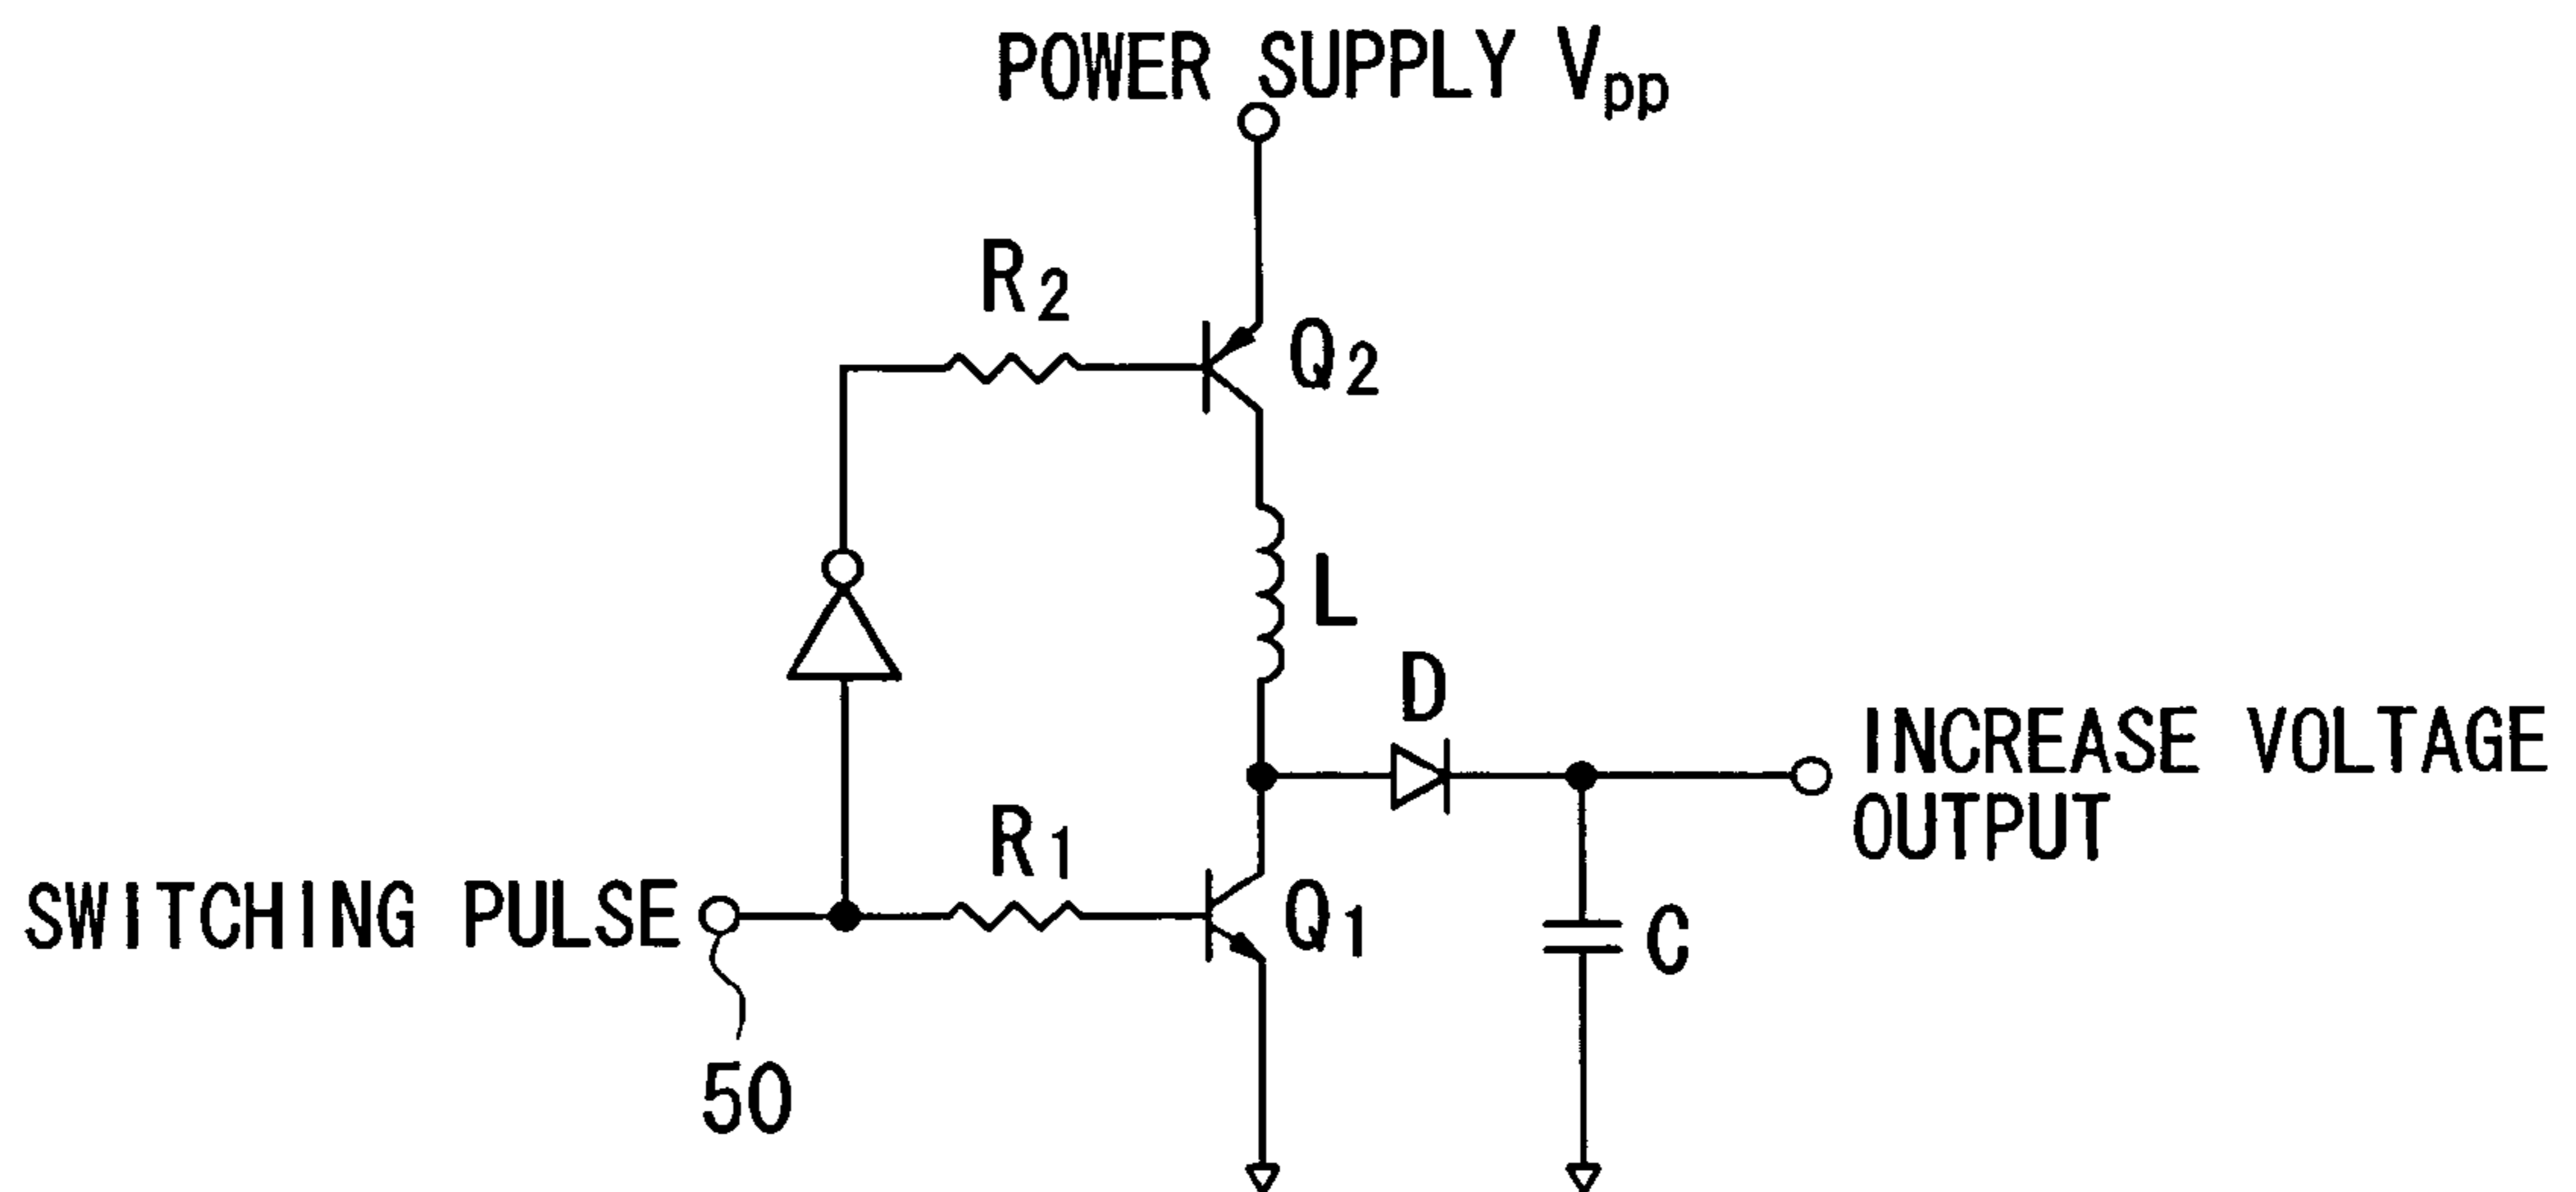 POWER SUPPLY Vpp
R2
Q2
L
D
INCREASE VOLTAGE
OUTPUT
R1
SWITCHING PULSE
Q1
C
50